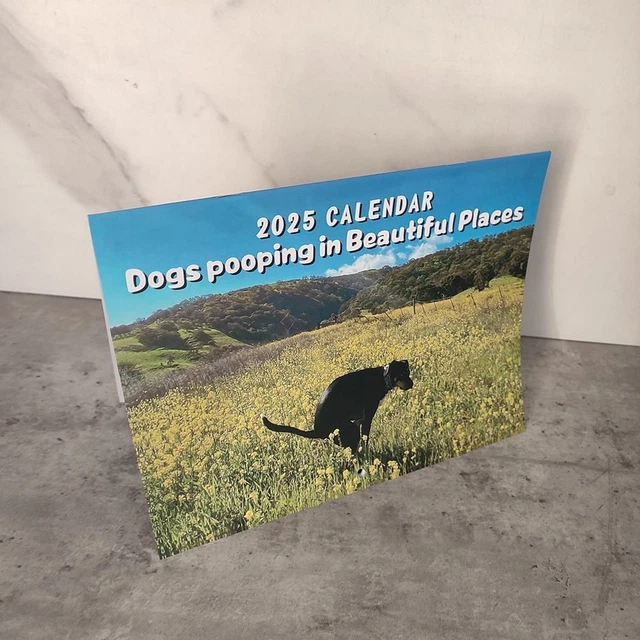 2025 CALENDAR
Dogs pooping in Beautiful Places